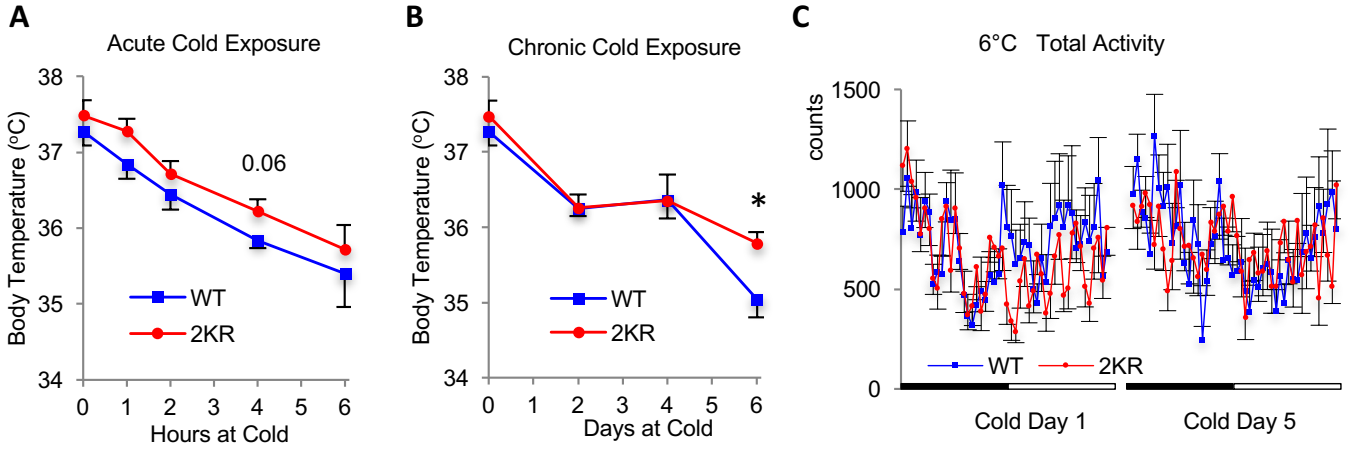 A
Acute Cold Exposure
Body Temperature (°C)
38
37
36
35
34
0.06
WT
2KR
0 1 2 3 4 5 6
Hours at Cold
B
Chronic Cold Exposure
Body Temperature (°C)
38
37
36
35
34
*
WT
2KR
0 1 2 3 4 5 6
Days at Cold
C
6°C Total Activity
counts
1500
1000
500
0
WT 2KR
Cold Day 1 Cold Day 5